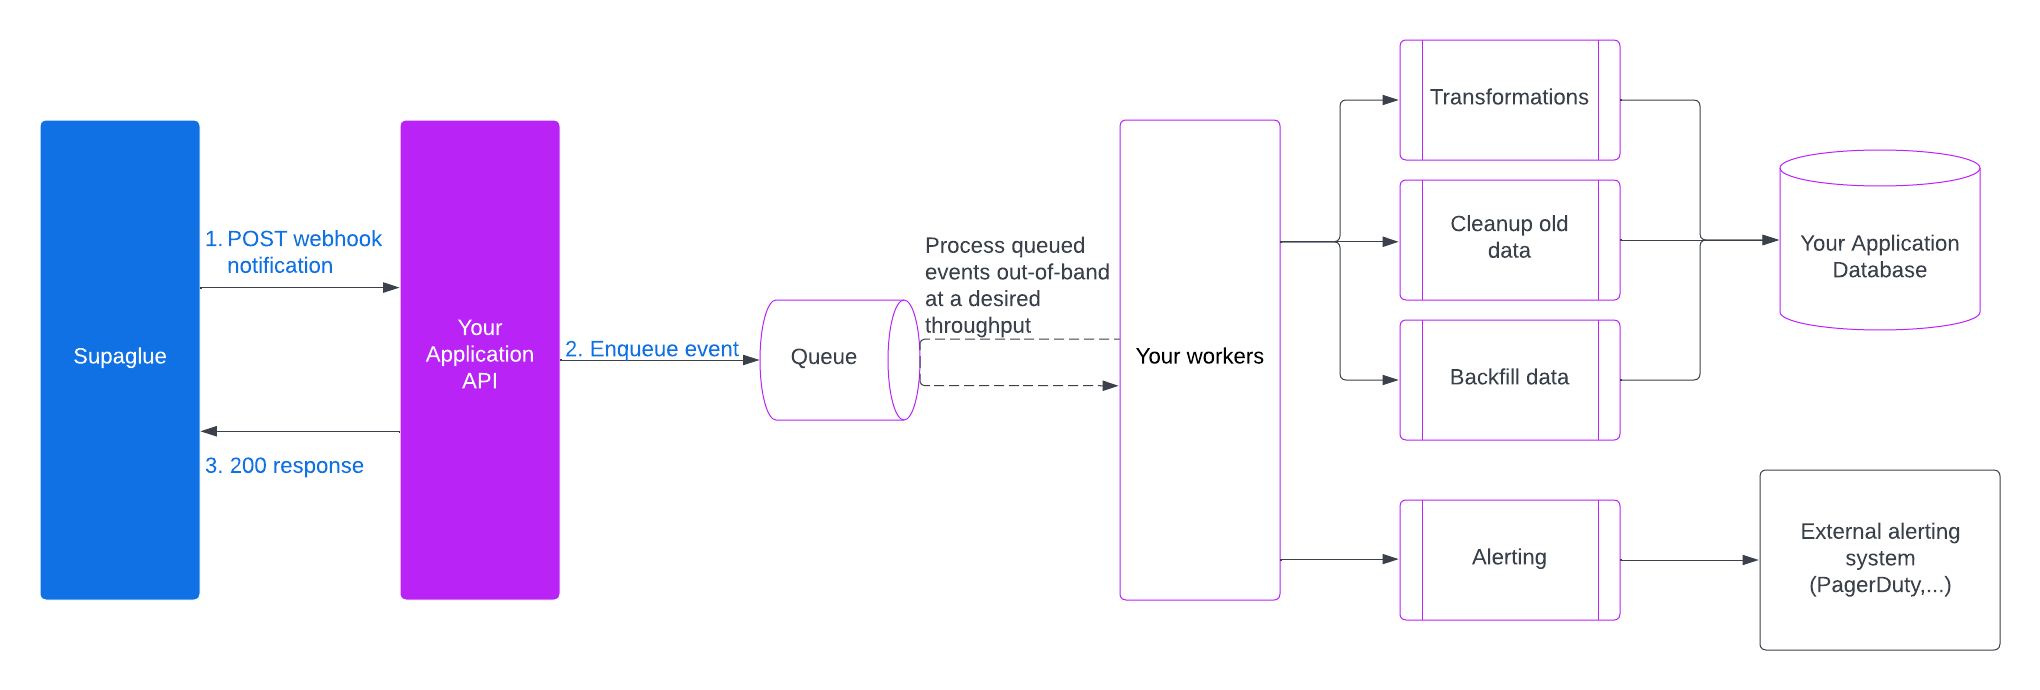 Supaglue
1. POST webhook
notification
3. 200 response
Your
Application
API
2. Enqueue event
Queue
Process queued
events out-of-band
at a desired
throughput
Your workers
Transformations
Cleanup old
data
Backfill data
Alerting
Your Application
Database
External alerting
system
(PagerDuty,...)